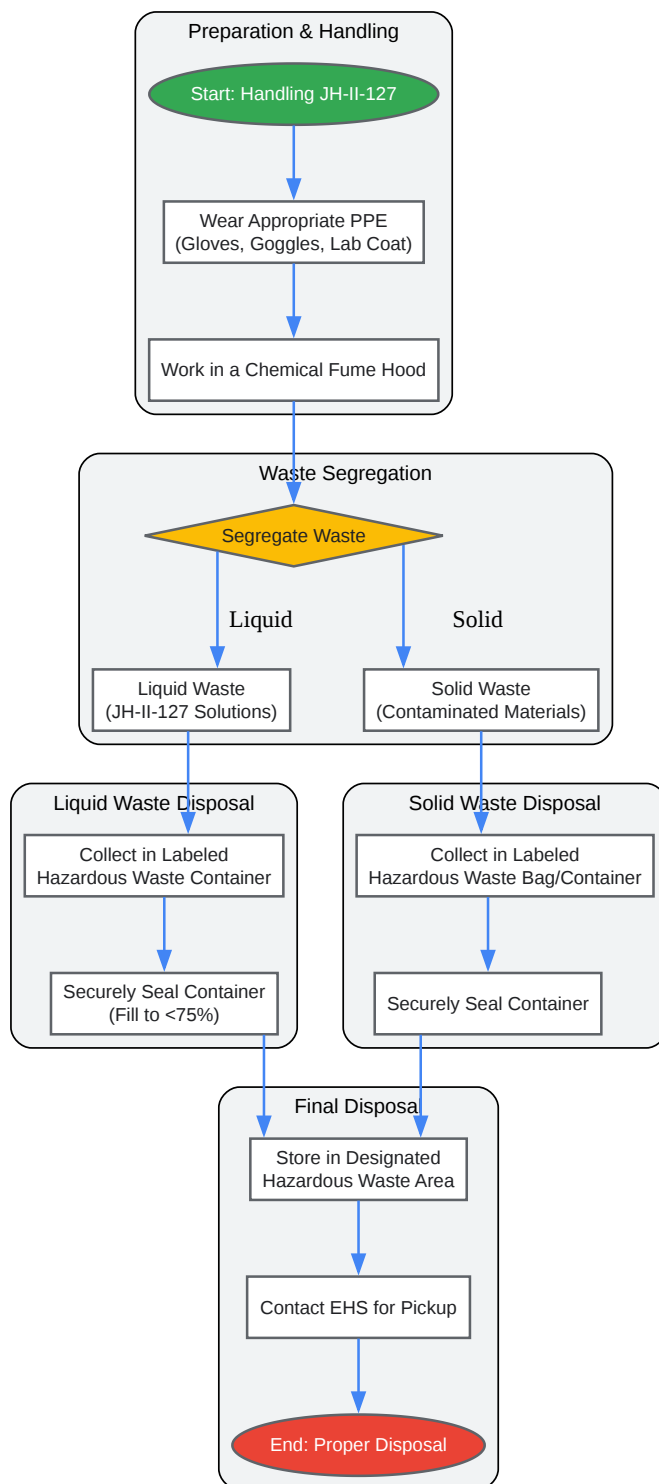 Preparation & Handling
Start: Handling JH-II-127
Wear Appropriate PPE
(Gloves, Goggles, Lab Coat)
Work in a Chemical Fume Hood
Waste Segregation
Segregate Waste
Liquid
Solid
Liquid Waste
(JH-II-127 Solutions)
Solid Waste
(Contaminated Materials)
Liquid Waste Disposal
Collect in Labeled
Hazardous Waste Container
Securely Seal Container
(Fill to <75%)
Solid Waste Disposal
Collect in Labeled
Hazardous Waste Bag/Container
Securely Seal Container
Final Disposal
Store in Designated
Hazardous Waste Area
Contact EHS for Pickup
End: Proper Disposal